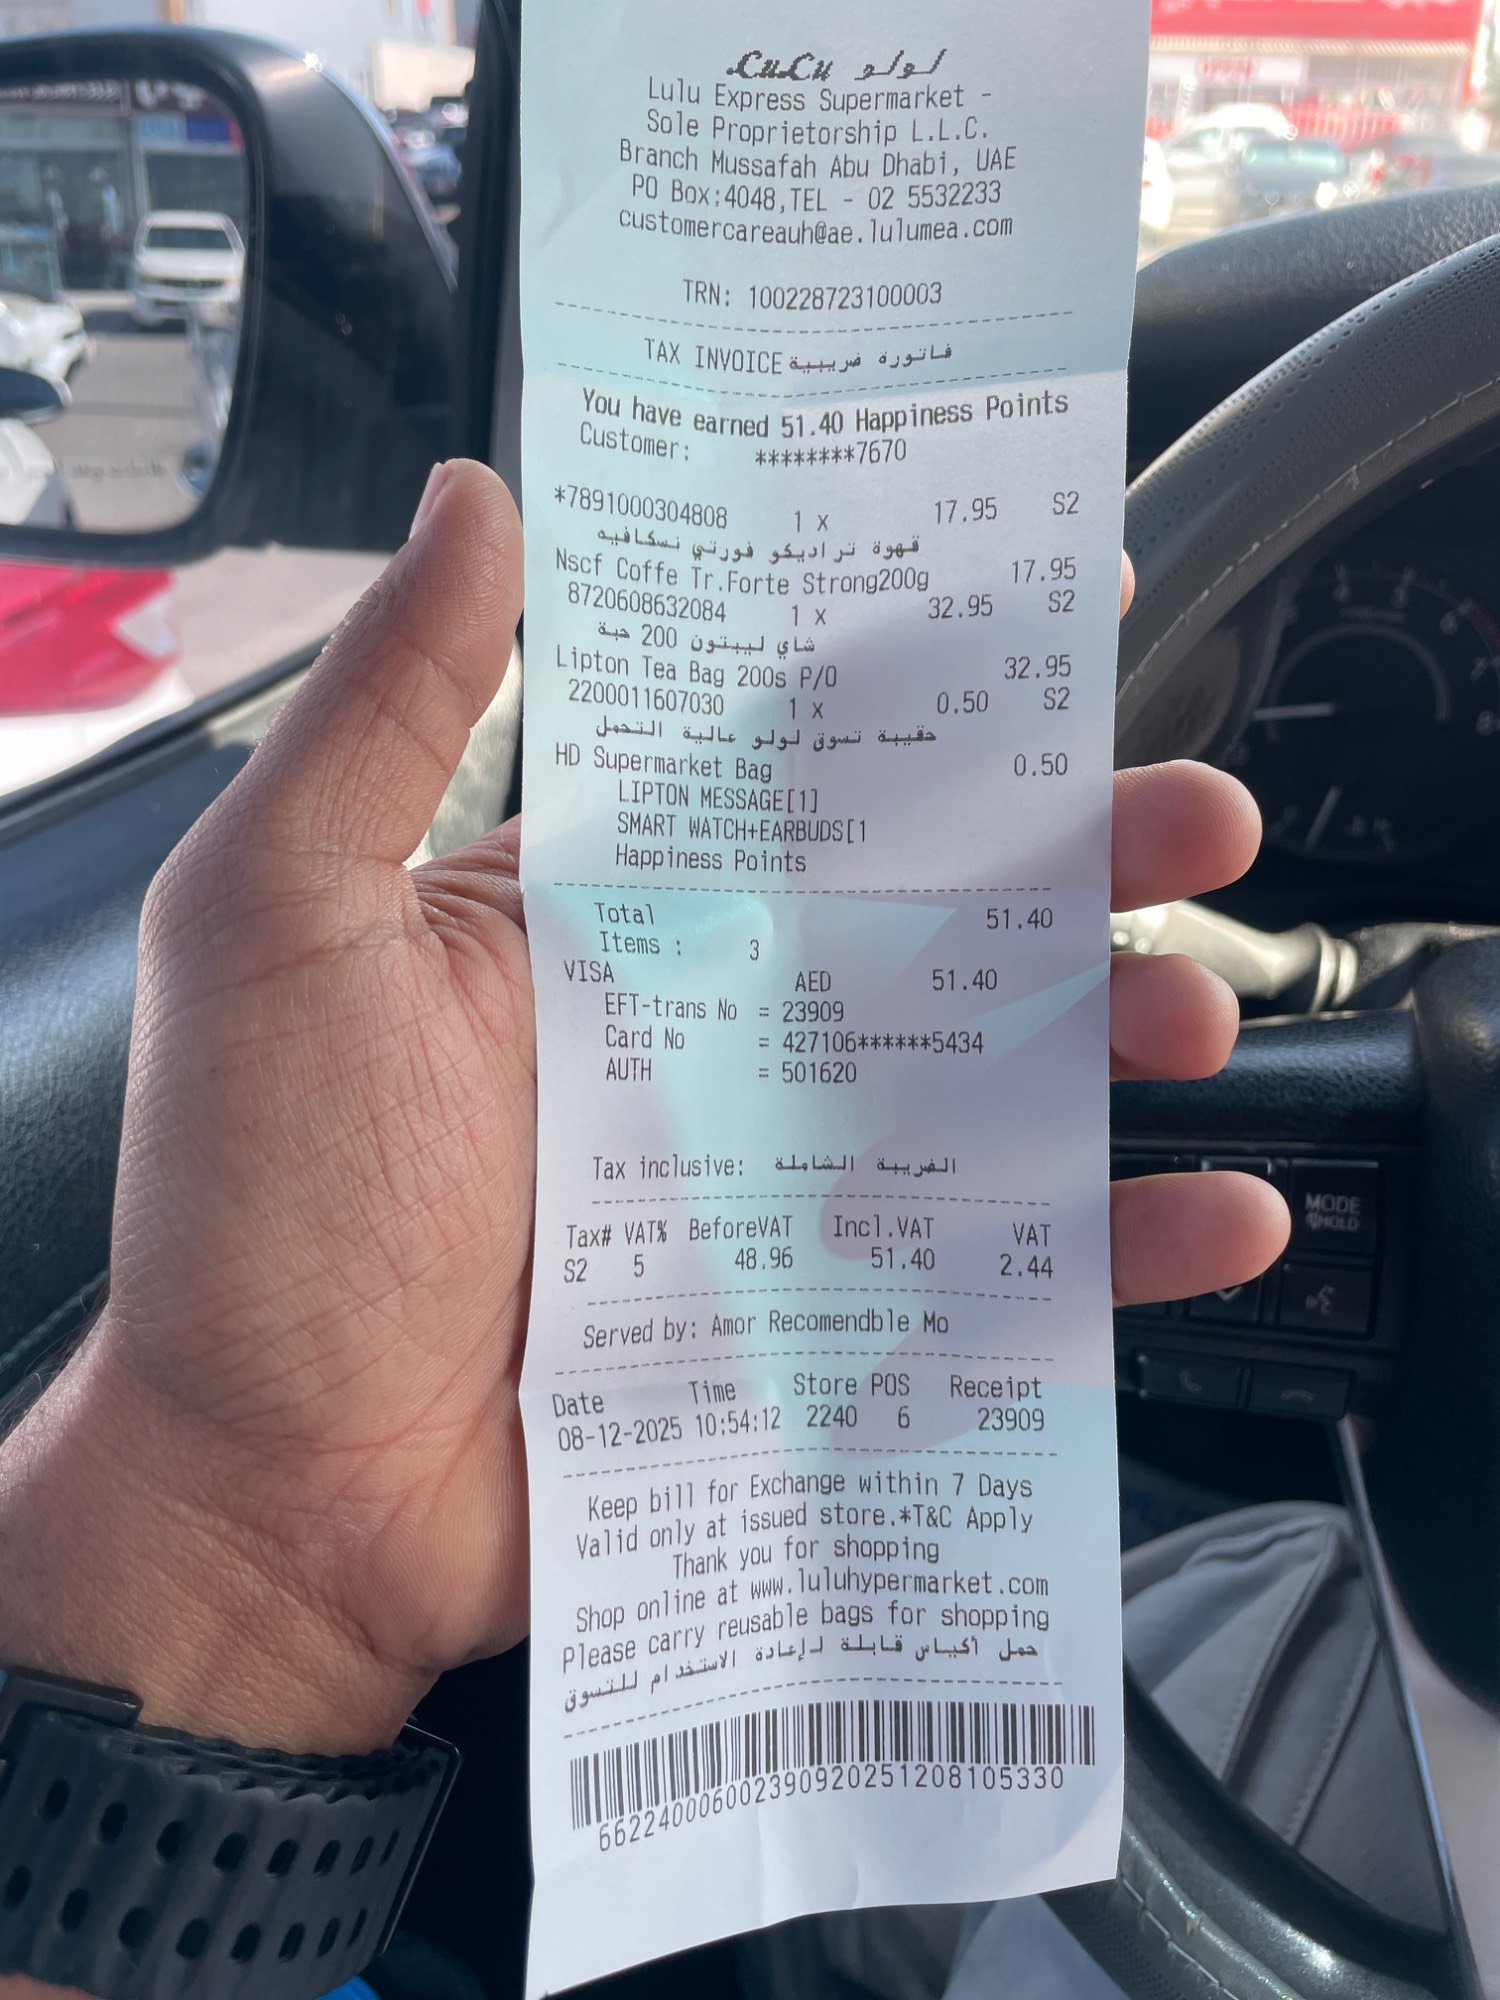 LuLu لولو
Lulu Express Supermarket -
Sole Proprietorship L.L.C.
Branch Mussafah Abu Dhabi, UAE
PO Box:4048,TEL - 02 5532233
customercareauh@ae.lulumea.com
TRN: 100228723100003
TAX INVOICE فاتورة ضريبية
You have earned 51.40 Happiness Points
Customer: ********7670
*7891000304808 1 x 17.95 S2
قهوة تراديكو فورتي نسكافيه
Nscf Coffe Tr.Forte Strong200g 17.95
8720608632084 1 x 32.95 S2
شاي ليبتون 200 حبة
Lipton Tea Bag 200s P/O 32.95
2200011607030 1 x 0.50 S2
حقيبة تسوق لولو عالية التحمل
HD Supermarket Bag 0.50
LIPTON MESSAGE[1]
SMART WATCH+EARBUDS[1
Happiness Points
Total 51.40
Items : 3
VISA AED 51.40
EFT-trans No = 23909
Card No = 427106******5434
AUTH = 501620
Tax inclusive: الضريبة الشاملة
Tax# VAT% BeforeVAT Incl.VAT VAT
S2 5 48.96 51.40 2.44
Served by: Amor Recomendble Mo
Date Time Store POS Receipt
08-12-2025 10:54:12 2240 6 23909
Keep bill for Exchange within 7 Days
Valid only at issued store.*T&C Apply
Thank you for shopping
Shop online at www.luluhypermarket.com
Please carry reusable bags for shopping
حمل أكياس قابلة لإعادة الاستخدام للتسوق
662240006002390920251208105330
MODE
HOLD